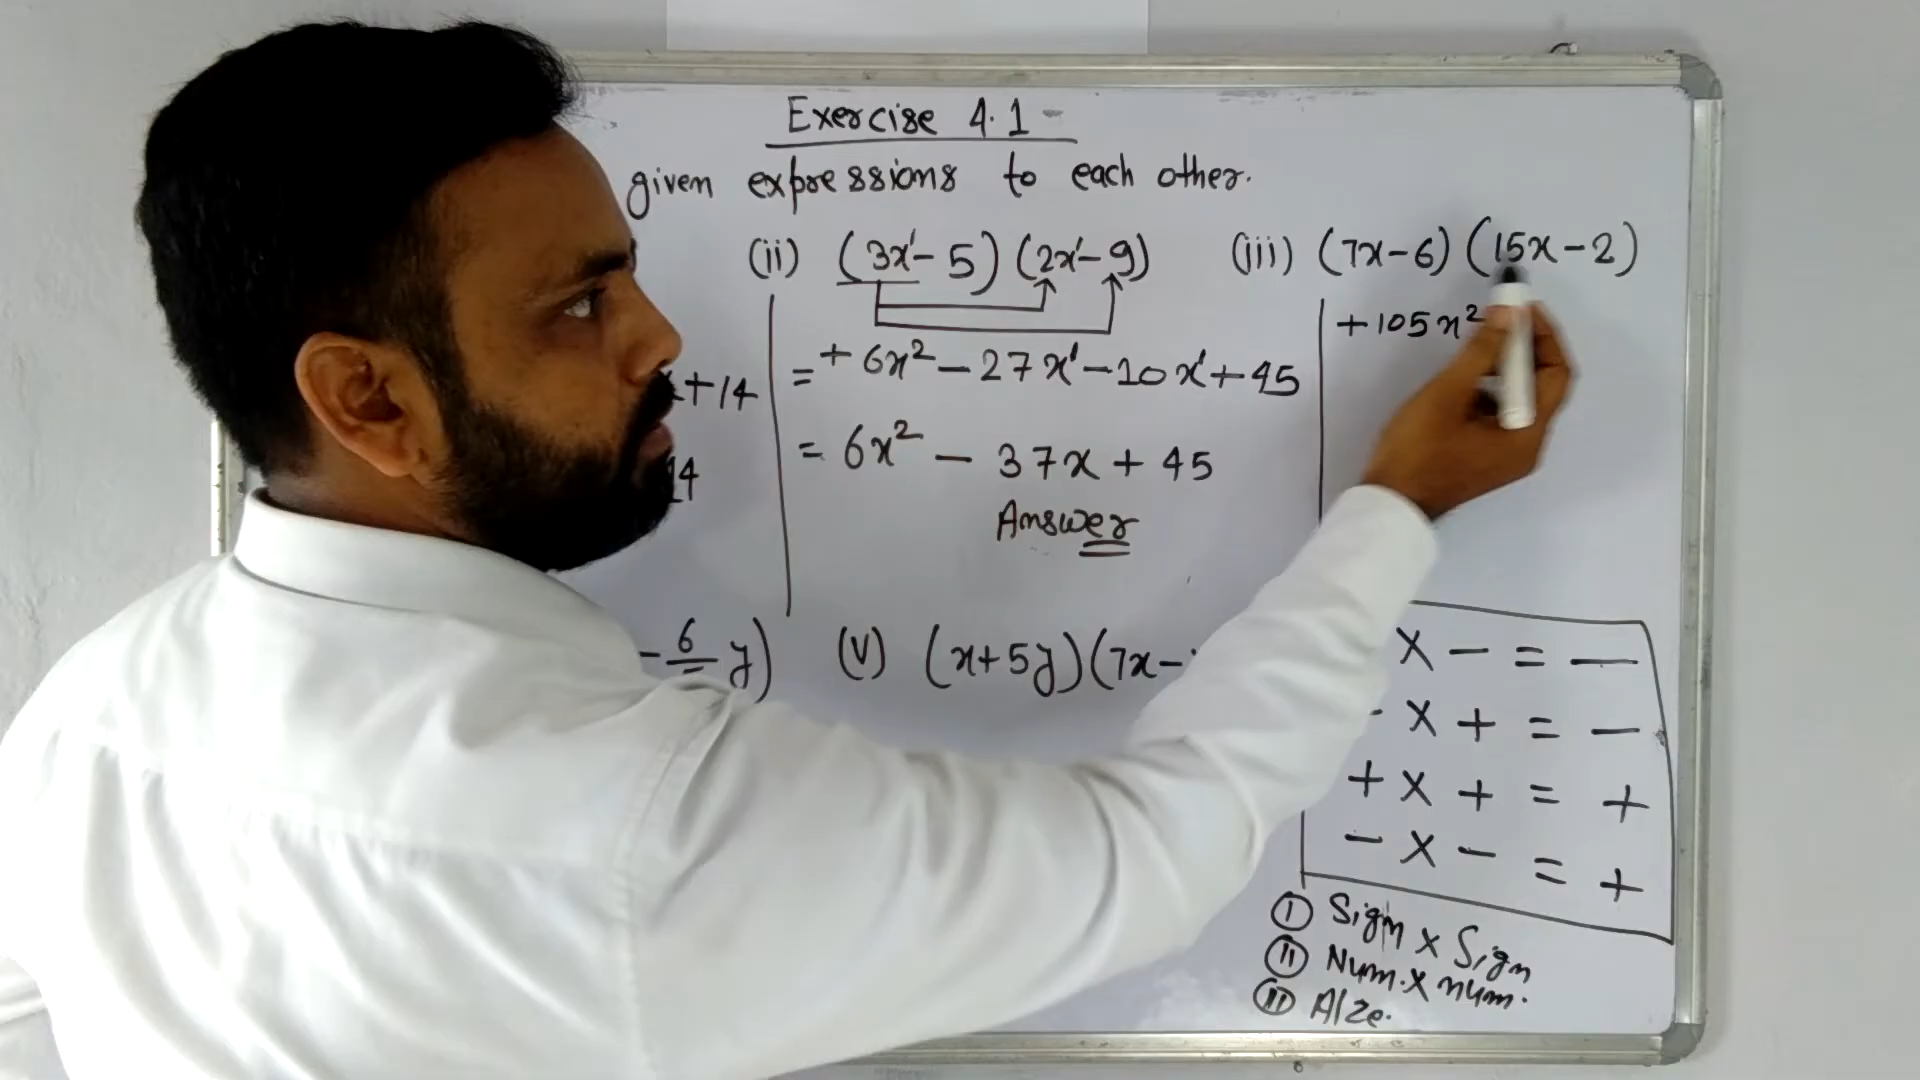 Exercise 4.1
given expressions to each other.
(ii) (3x'-5)(2x'-9)
(iii) (7x-6)(15x-2)
+105x²
+14
= +6x²-27x'-10x'+45
14
= 6x² - 37x + 45
Answer
- 6/= y)
(V) (x+5y)(7x-
x - = -
- x + = -
+ x + = +
- x - = +
(I) Sign x Sign
(II) Num. x num.
(III) Alze.